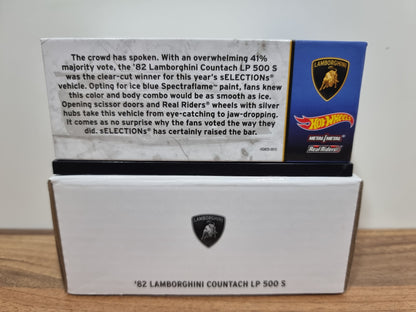 The crowd has spoken. With an overwhelming 41%
majority vote, the '82 Lamborghini Countach LP 500 S
was the clear-cut winner for this year's sELECTIONs®
vehicle. Opting for ice blue Spectraflame™ paint, fans knew
this color and body combo would be as smooth as ice.
Opening scissor doors and Real Riders® wheels with silver
hubs take this vehicle from eye-catching to jaw-dropping.
It comes as no surprise why the fans voted the way they
did. sELECTIONs® has certainly raised the bar.
LAMBORGHINI
HOT WHEELS
METAL/METAL™
Real Riders®
LAMBORGHINI
'82 LAMBORGHINI COUNTACH LP 500 S